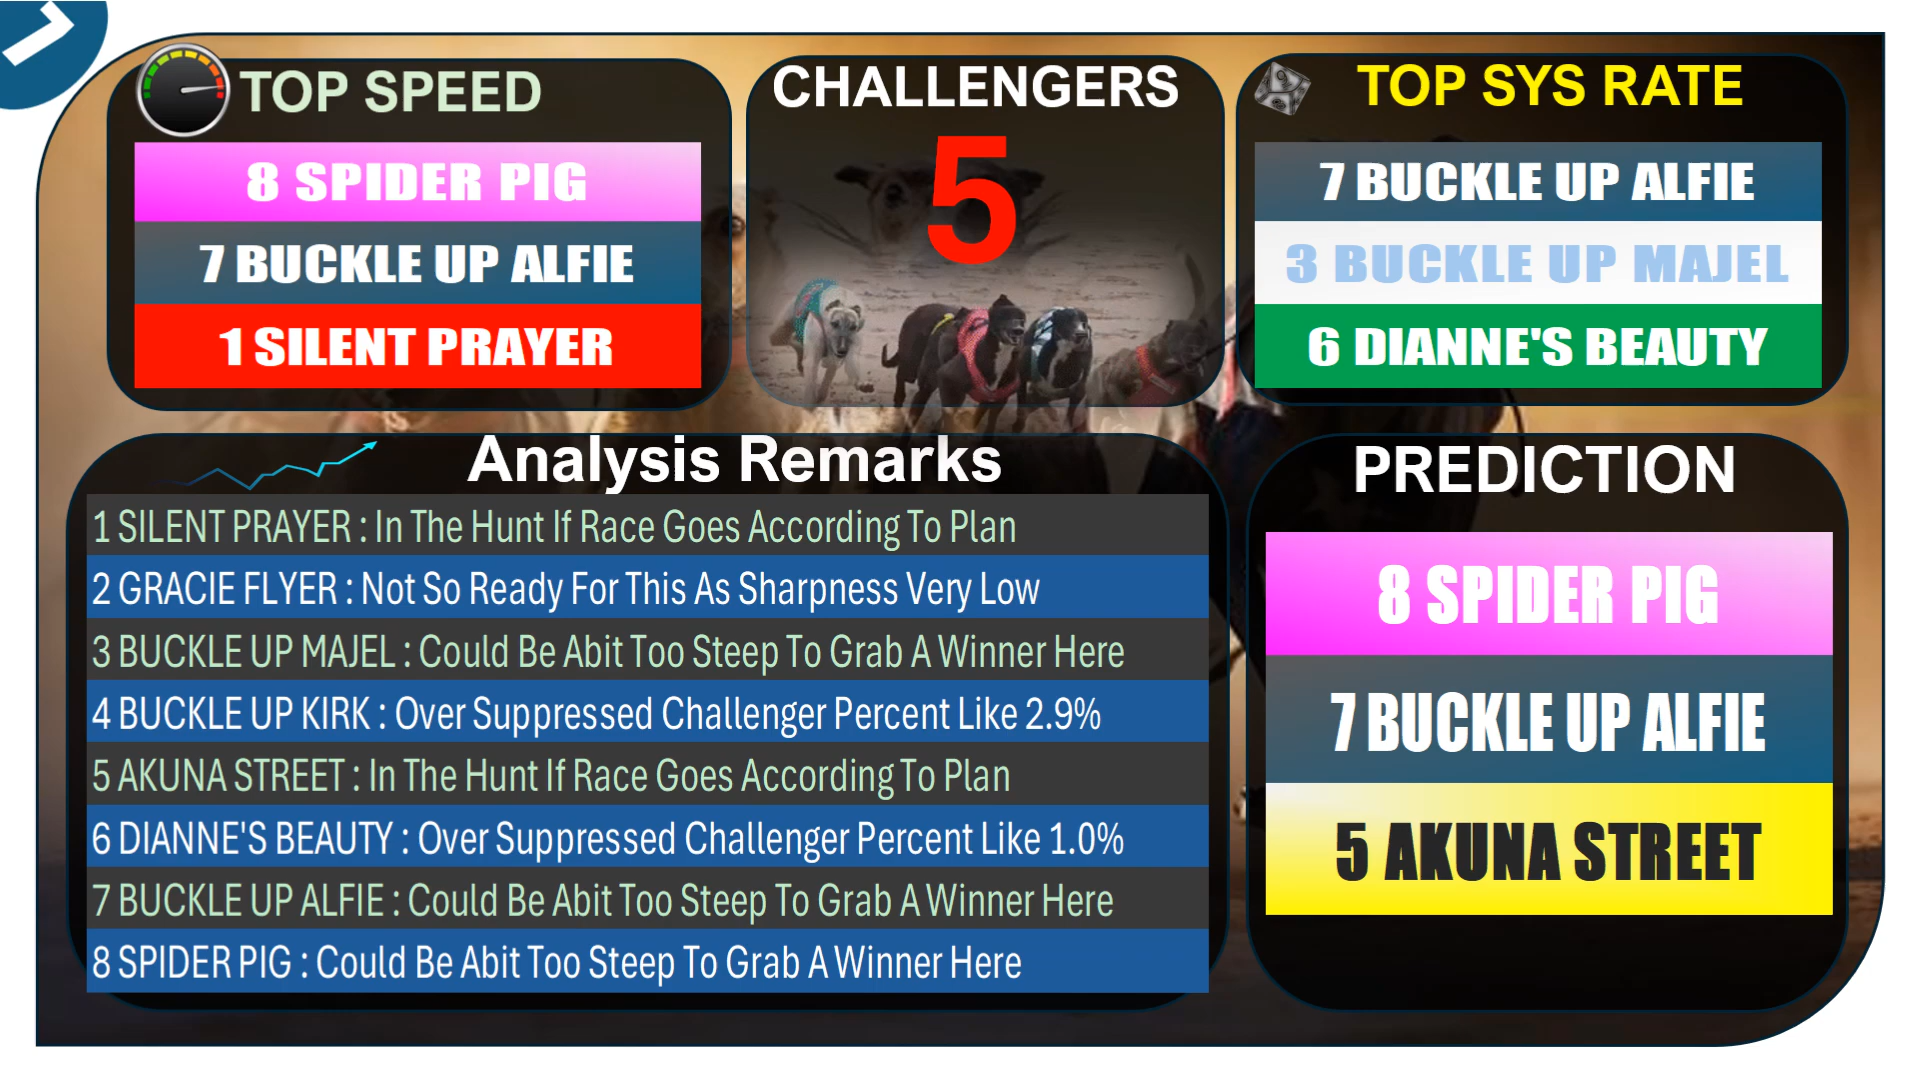 TOP SPEED
8 SPIDER PIG
7 BUCKLE UP ALFIE
1 SILENT PRAYER
CHALLENGERS
5
TOP SYS RATE
7 BUCKLE UP ALFIE
3 BUCKLE UP MAJEL
6 DIANNE'S BEAUTY
Analysis Remarks
1 SILENT PRAYER : In The Hunt If Race Goes According To Plan
2 GRACIE FLYER : Not So Ready For This As Sharpness Very Low
3 BUCKLE UP MAJEL : Could Be Abit Too Steep To Grab A Winner Here
4 BUCKLE UP KIRK : Over Suppressed Challenger Percent Like 2.9%
5 AKUNA STREET : In The Hunt If Race Goes According To Plan
6 DIANNE'S BEAUTY : Over Suppressed Challenger Percent Like 1.0%
7 BUCKLE UP ALFIE : Could Be Abit Too Steep To Grab A Winner Here
8 SPIDER PIG : Could Be Abit Too Steep To Grab A Winner Here
PREDICTION
8 SPIDER PIG
7 BUCKLE UP ALFIE
5 AKUNA STREET